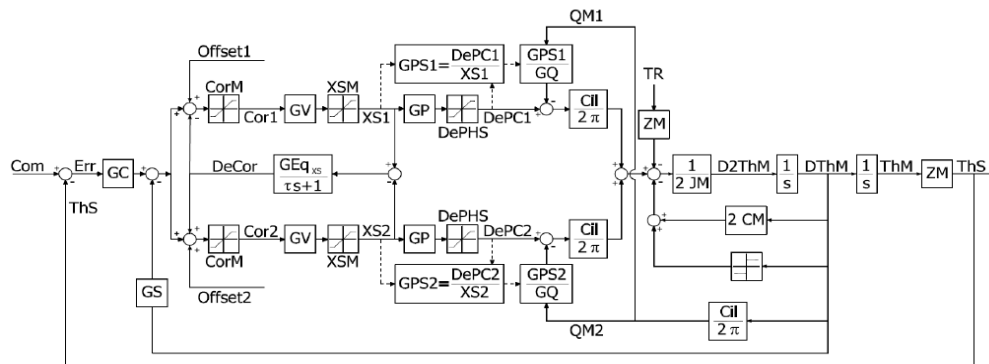 QM1
Offset1
GPS1=DePC1/XS1
GPS1/GQ
TR
CorM
XSM
Cor1
GV
XS1
GP
DePHS
DePC1
Cil/2 π
ZM
Com
Err
GC
DeCor
GEq XS/τs+1
1/2 JM
D2ThM
1/s
DThM
1/s
ThM
ZM
ThS
ThS
CorM
Cor2
GV
XSM
XS2
GP
DePHS
DePC2
Cil/2 π
2 CM
GS
Offset2
GPS2=DePC2/XS2
GPS2/GQ
QM2
Cil/2 π